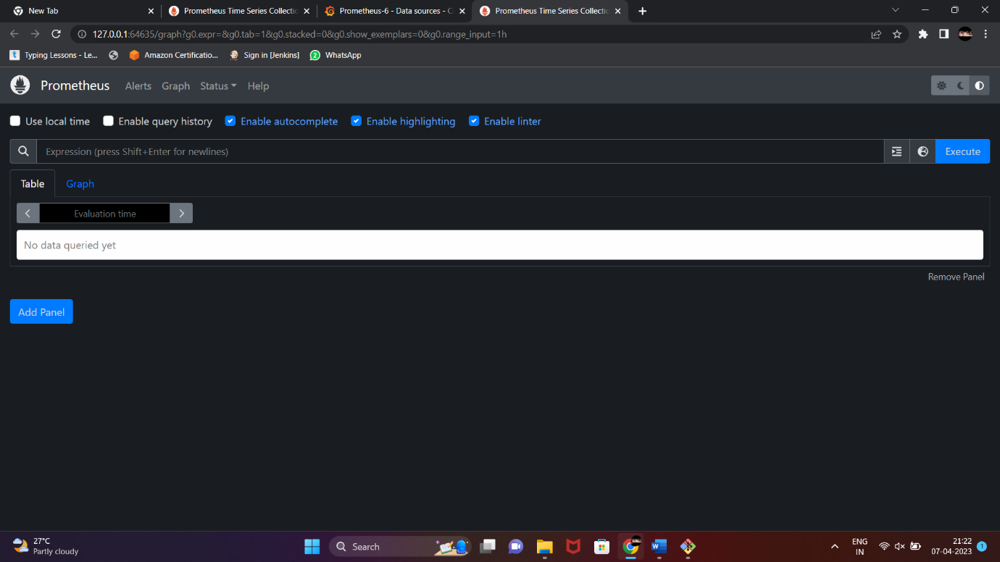 New Tab
Prometheus Time Series Collectio
Prometheus-6 - Data sources - C
Prometheus Time Series Collectio
127.0.0.1:64635/graph?g0.expr=&g0.tab=1&g0.stacked=0&g0.show_exemplars=0&g0.range_input=1h
t Typing Lessons - Le...
Amazon Certificatio...
Sign in [Jenkins]
2 WhatsApp
Prometheus Alerts Graph Status Help
Use local time Enable query history Enable autocomplete Enable highlighting Enable linter
Expression (press Shift+Enter for newlines) Execute
Table Graph
Evaluation time
No data queried yet
Remove Panel
Add Panel
27°C
Partly cloudy
Search
W
ENG
IN
21:22
07-04-2023
1